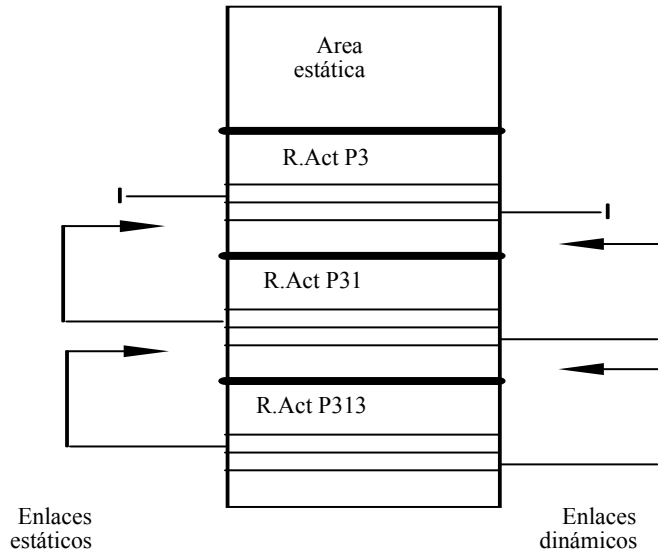 Area
estática
R.Act P3
R.Act P31
R.Act P313
Enlaces
estáticos
Enlaces
dinámicos